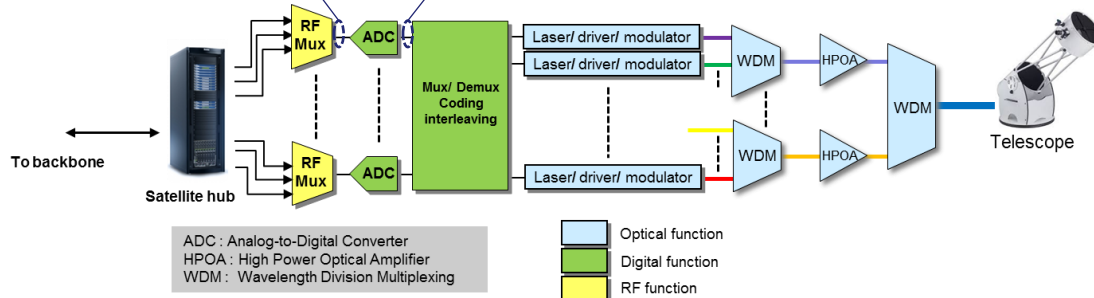 RF
Mux
ADC
Mux/ Demux
Coding
interleaving
Laser/ driver/ modulator
Laser/ driver/ modulator
WDM
HPOA
WDM
Telescope
To backbone
Satellite hub
RF
Mux
ADC
Laser/ driver/ modulator
WDM
HPOA
ADC : Analog-to-Digital Converter
HPOA : High Power Optical Amplifier
WDM : Wavelength Division Multiplexing
Optical function
Digital function
RF function